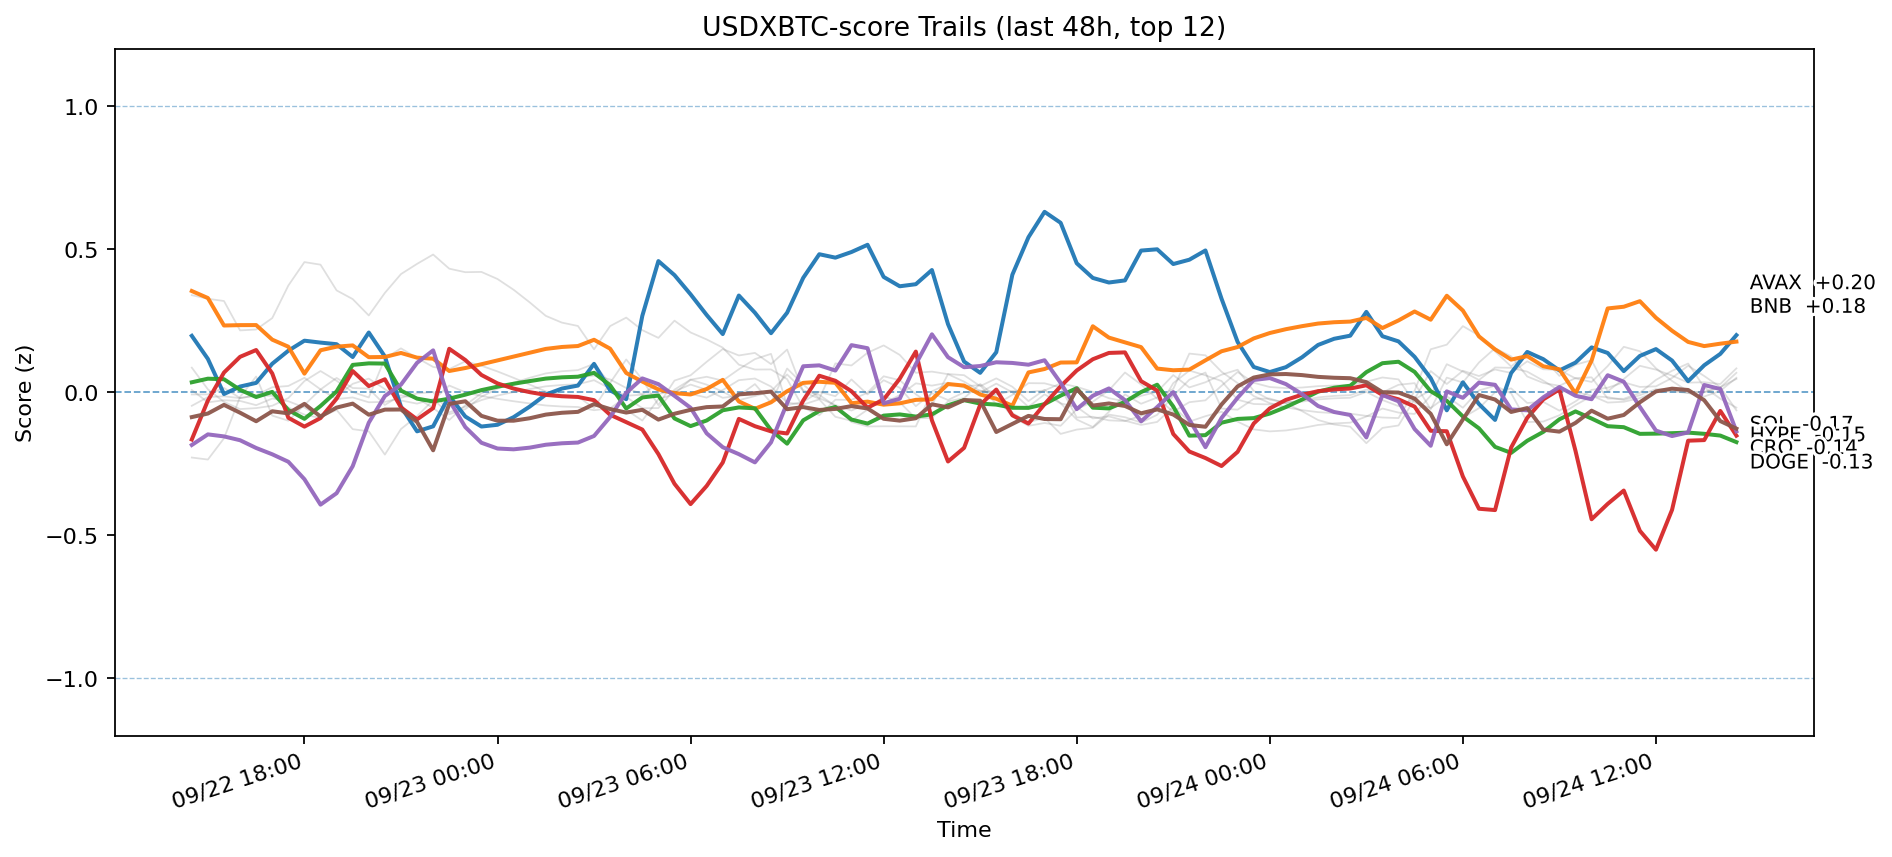 USDXBTC-score Trails (last 48h, top 12)
Score (z)
1.0
0.5
0.0
−0.5
−1.0
AVAX +0.20
BNB +0.18
SOL -0.17
HYPE -0.15
CRO -0.14
DOGE -0.13
09/22 18:00
09/23 00:00
09/23 06:00
09/23 12:00
09/23 18:00
09/24 00:00
09/24 06:00
09/24 12:00
Time